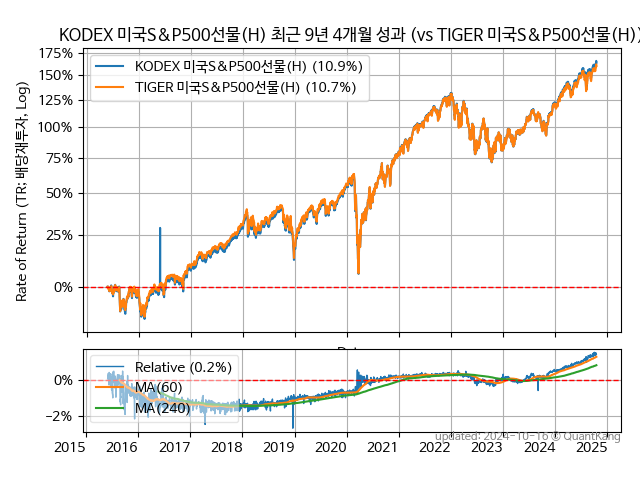 KODEX 미국S&P500선물(H) 최근 9년 4개월 성과 (vs TIGER 미국S&P500선물(H))
Rate of Return (TR: 배당재투자, Log)
175%
150%
125%
100%
75%
50%
25%
0%
KODEX 미국S&P500선물(H) (10.9%)
TIGER 미국S&P500선물(H) (10.7%)
0%
−2%
Relative (0.2%)
MA(60)
MA(240)
updated: 2024-10-16 © QuantKang
2015 2016 2017 2018 2019 2020 2021 2022 2023 2024 2025